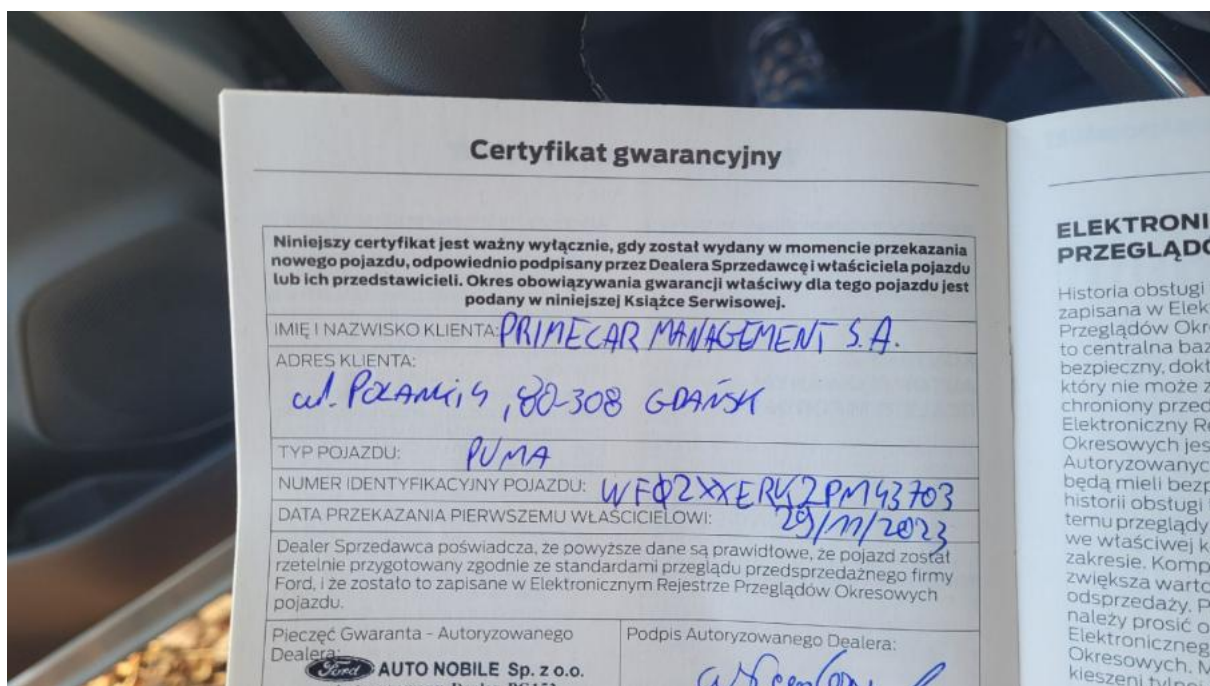 Certyfikat gwarancyjny
Niniejszy certyfikat jest ważny wyłącznie, gdy został wydany w momencie przekazania
nowego pojazdu, odpowiednio podpisany przez Dealera Sprzedawcę i właściciela pojazdu
lub ich przedstawicieli. Okres obowiązywania gwarancji właściwy dla tego pojazdu jest
podany w niniejszej Książce Serwisowej.
IMIĘ I NAZWISKO KLIENTA: PRIMECAR MANAGEMENT S.A.
ADRES KLIENTA:
ul. POLANKI 4, 80-308 GDAŃSK
TYP POJAZDU: PUMA
NUMER IDENTYFIKACYJNY POJAZDU: WF02XXERK2PM43703
DATA PRZEKAZANIA PIERWSZEMU WŁAŚCICIELOWI: 29/11/2023
Dealer Sprzedawca poświadcza, że powyższe dane są prawidłowe, że pojazd został
rzetelnie przygotowany zgodnie ze standardami przeglądu przedsprzedażnego firmy
Ford, i że zostało to zapisane w Elektronicznym Rejestrze Przeglądów Okresowych
pojazdu.
Pieczęć Gwaranta - Autoryzowanego
Dealera:
Ford AUTO NOBILE Sp. z o.o.
Podpis Autoryzowanego Dealera:
ELEKTRONI
PRZEGLĄDO
Historia obsługi
zapisana w Elek
Przeglądów Okr
to centralna baz
bezpieczny, dokt
który nie może z
chroniony przed
Elektroniczny Re
Okresowych jes
Autoryzowanyc
będą mieli bezp
historii obsługi
temu przeglądy
we właściwej k
zakresie. Komp
zwiększa warto
odsprzedaży. P
należy prosić o
Elektroniczneg
Okresowych. M
kieszeni tylnej